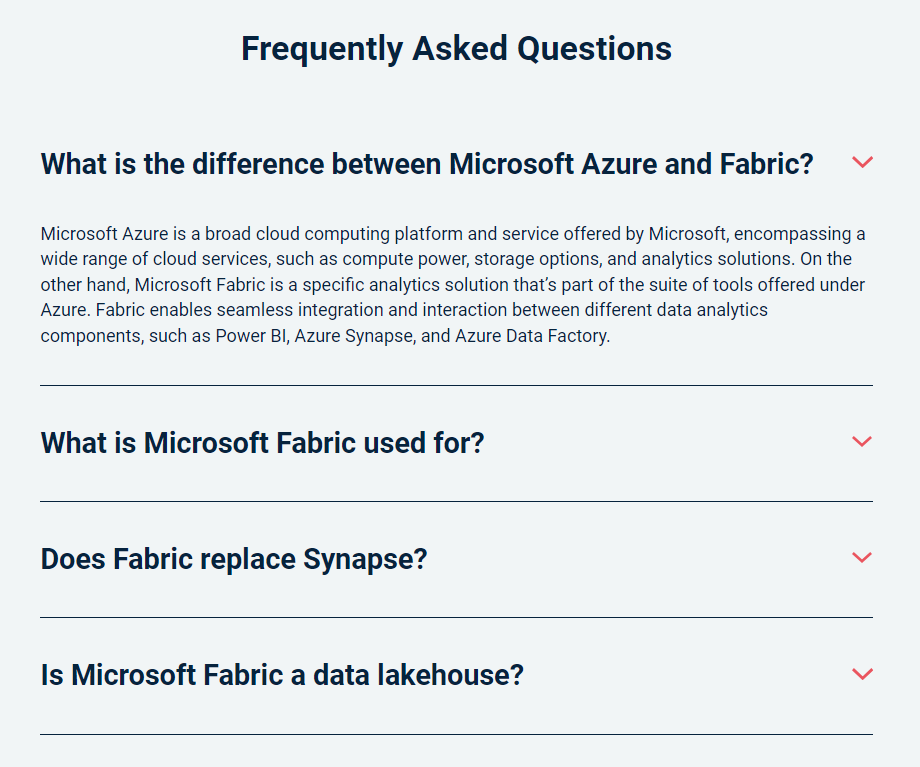 Frequently Asked Questions
What is the difference between Microsoft Azure and Fabric?
Microsoft Azure is a broad cloud computing platform and service offered by Microsoft, encompassing a
wide range of cloud services, such as compute power, storage options, and analytics solutions. On the
other hand, Microsoft Fabric is a specific analytics solution that’s part of the suite of tools offered under
Azure. Fabric enables seamless integration and interaction between different data analytics
components, such as Power BI, Azure Synapse, and Azure Data Factory.
What is Microsoft Fabric used for?
Does Fabric replace Synapse?
Is Microsoft Fabric a data lakehouse?